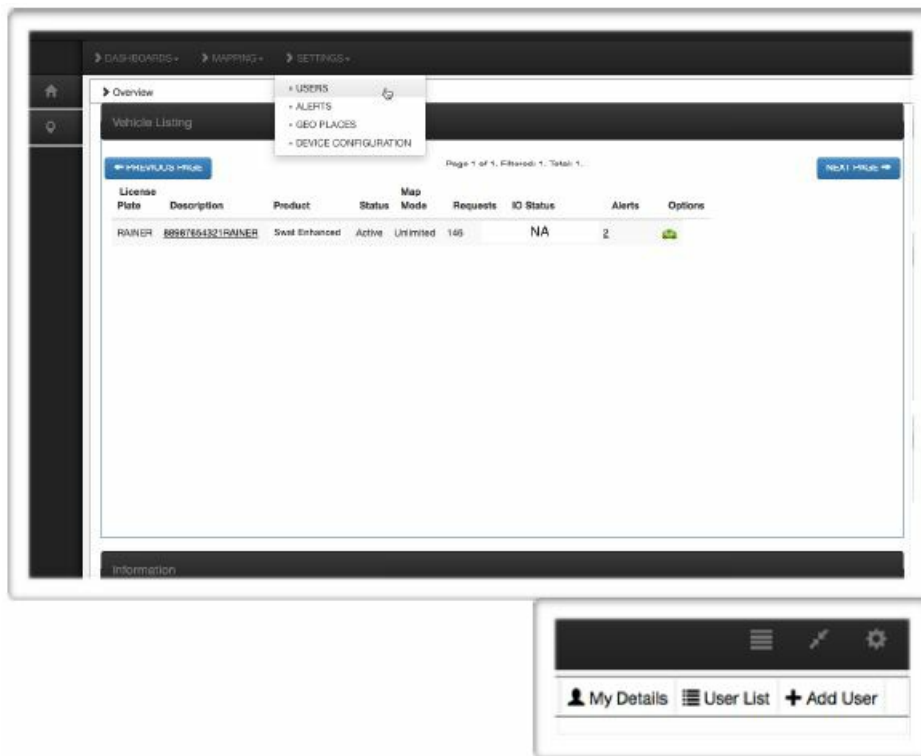 DASHBOARDS MAPPING SETTINGS
Overview
USERS
ALERTS
GEO PLACES
DEVICE CONFIGURATION
Vehicle Listing
PREVIOUS PAGE
Page 1 of 1. Filtered: 1. Total: 1.
NEXT PAGE
License Plate Description Product Status Map Mode Requests IO Status Alerts Options
RAINER 88987654321RAINER Swat Enhanced Active Unlimited 146 NA 2
Information
My Details User List Add User